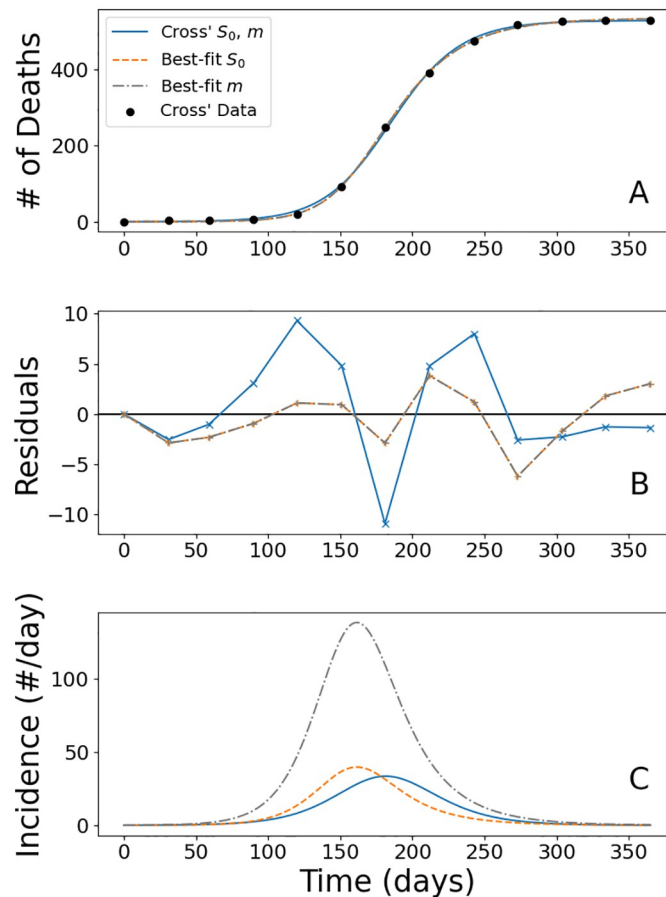 # of Deaths
400
200
0
Cross' S₀, m
Best-fit S₀
Best-fit m
Cross' Data
A
0 50 100 150 200 250 300 350
Residuals
10
5
0
−5
−10
B
0 50 100 150 200 250 300 350
Incidence (#/day)
100
50
0
C
0 50 100 150 200 250 300 350
Time (days)